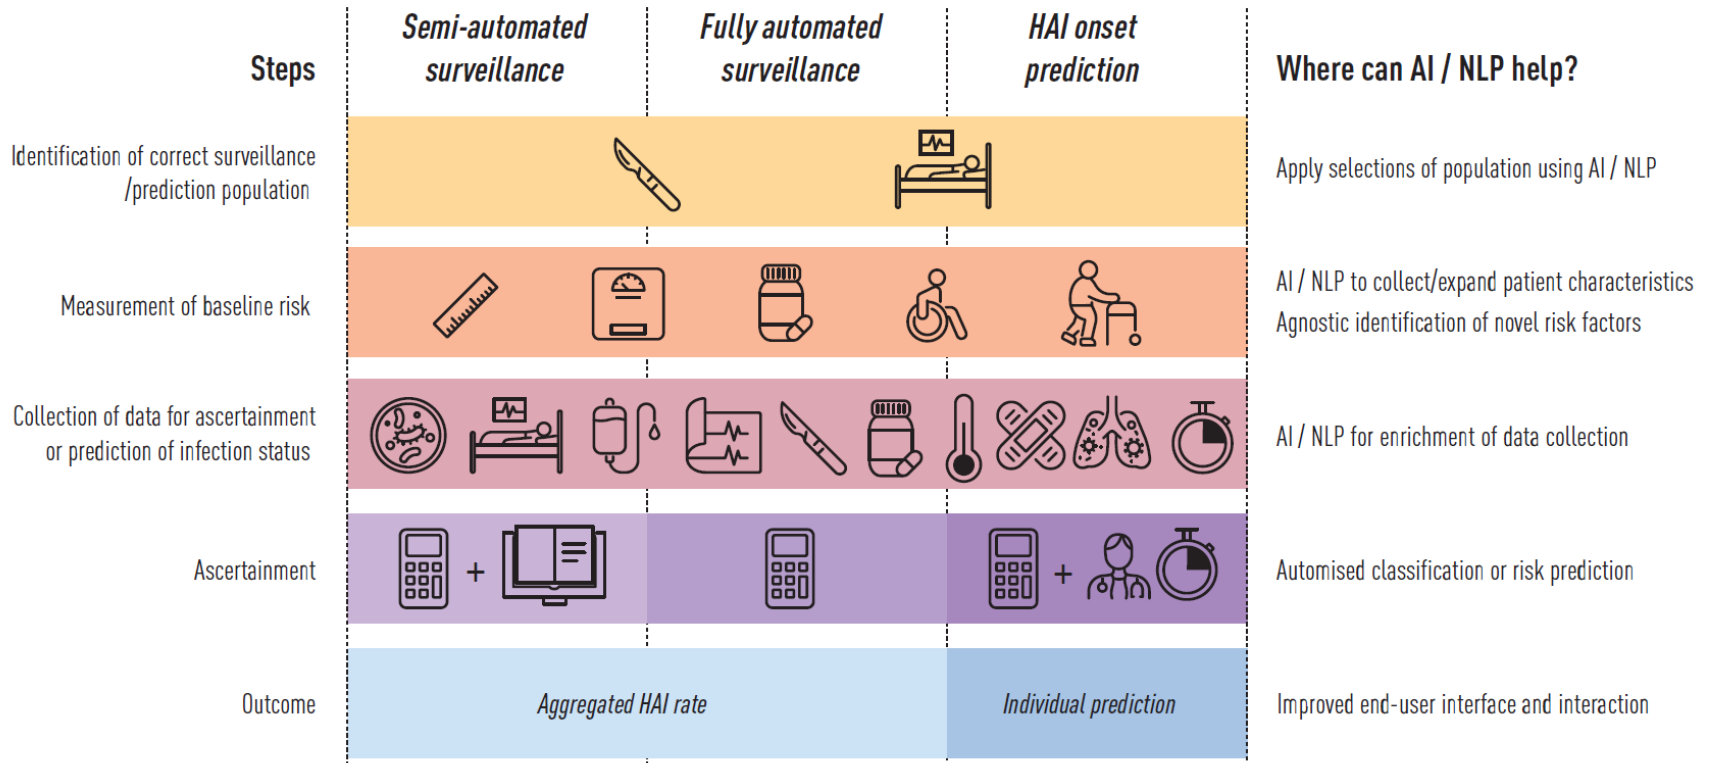 Steps
Semi-automated
surveillance
Fully automated
surveillance
HAI onset
prediction
Where can AI / NLP help?
Identification of correct surveillance
/prediction population
Apply selections of population using AI / NLP
Measurement of baseline risk
AI / NLP to collect/expand patient characteristics
Agnostic identification of novel risk factors
Collection of data for ascertainment
or prediction of infection status
AI / NLP for enrichment of data collection
Ascertainment
+
+
Automised classification or risk prediction
Outcome
Aggregated HAI rate
Individual prediction
Improved end-user interface and interaction